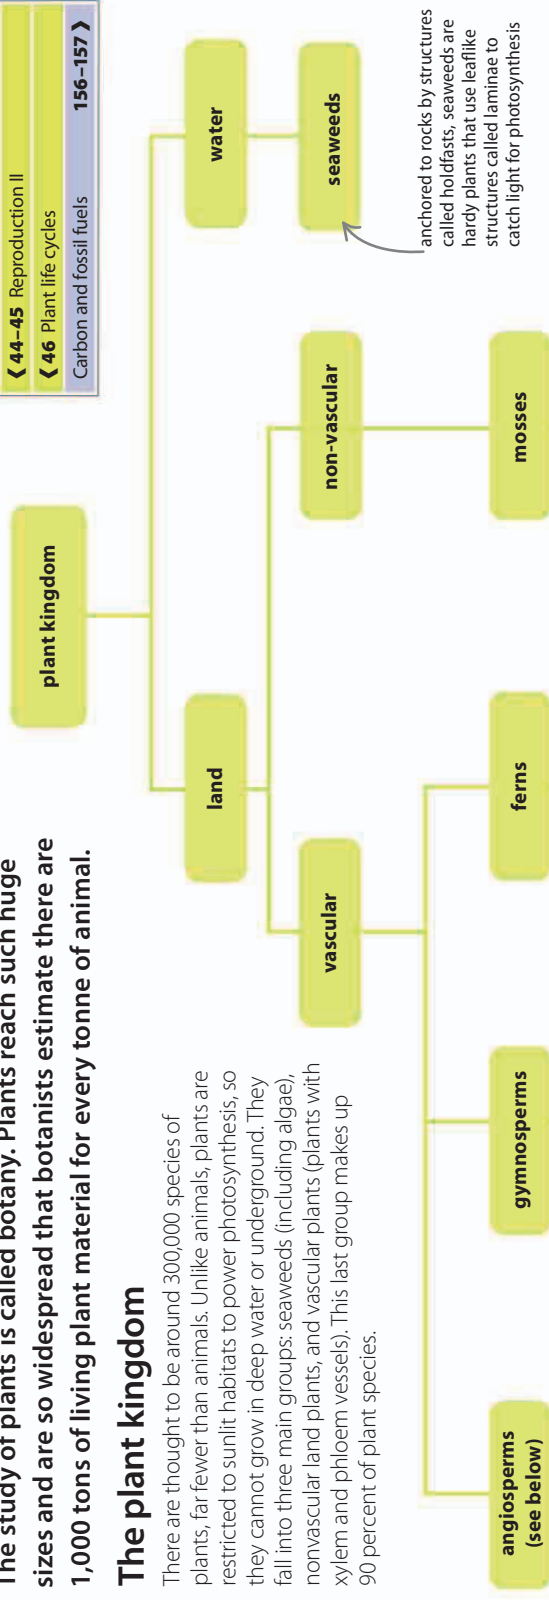 The study of plants is called botany. Plants reach such huge
sizes and are so widespread that botanists estimate there are
1,000 tons of living plant material for every tonne of animal.
❮ 44–45 Reproduction II
❮ 46 Plant life cycles
Carbon and fossil fuels 156–157 ❯
The plant kingdom
There are thought to be around 300,000 species of
plants, far fewer than animals. Unlike animals, plants are
restricted to sunlit habitats to power photosynthesis, so
they cannot grow in deep water or underground. They
fall into three main groups: seaweeds (including algae),
nonvascular land plants, and vascular plants (plants with
xylem and phloem vessels). This last group makes up
90 percent of plant species.
plant kingdom
land
water
vascular
non-vascular
seaweeds
anchored to rocks by structures
called holdfasts, seaweeds are
hardy plants that use leaflike
structures called laminae to
catch light for photosynthesis
angiosperms
(see below)
gymnosperms
ferns
mosses